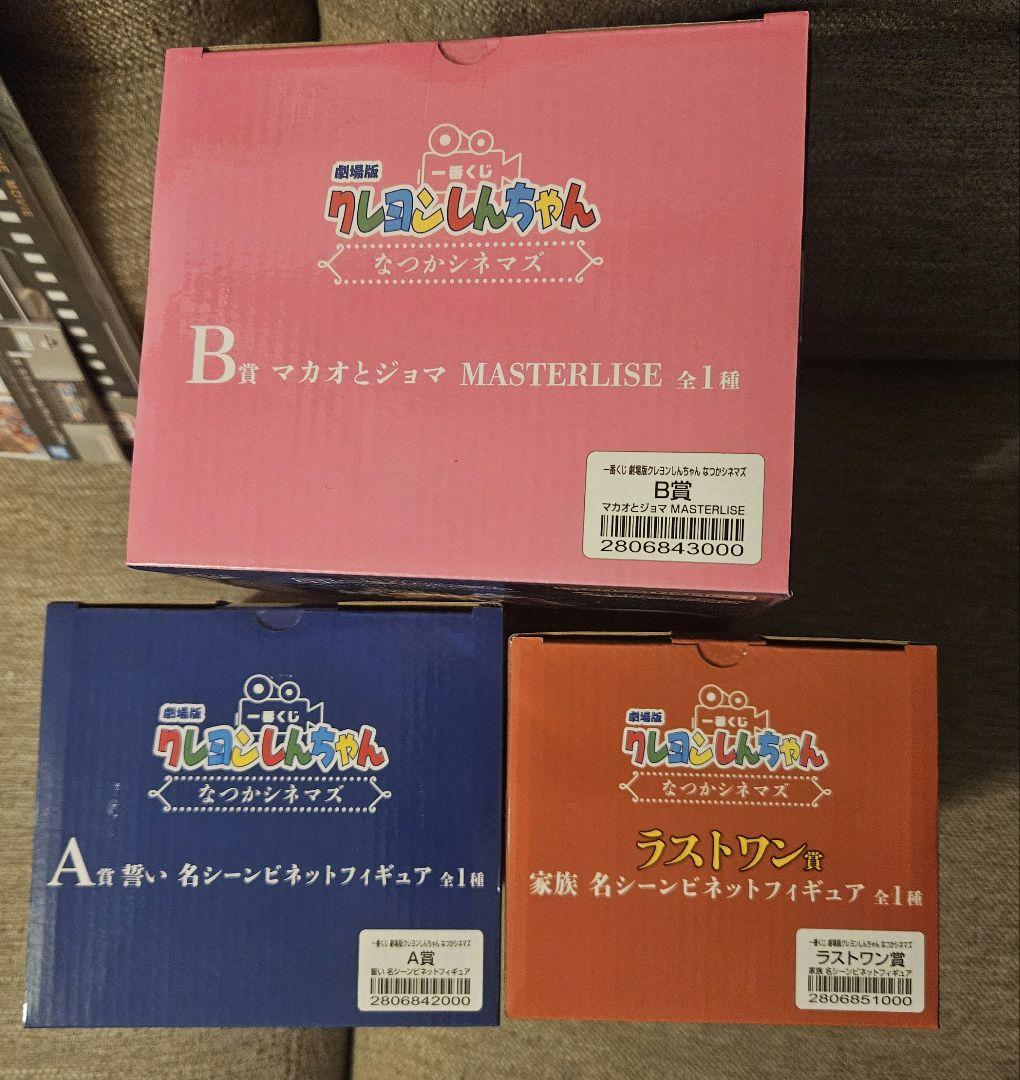 劇場版
一番くじ
クレヨンしんちゃん
なつかシネマズ
B賞 マカオとジョマ MASTERLISE 全1種
一番くじ 劇場版クレヨンしんちゃん なつかシネマズ
B賞
マカオとジョマ MASTERLISE
2806843000
劇場版
一番くじ
クレヨンしんちゃん
なつかシネマズ
A賞 誓い 名シーンビネットフィギュア 全1種
一番くじ 劇場版クレヨンしんちゃん なつかシネマズ
A賞
誓い 名シーンビネットフィギュア
2806842000
劇場版
一番くじ
クレヨンしんちゃん
なつかシネマズ
ラストワン賞
家族 名シーンビネットフィギュア 全1種
一番くじ 劇場版クレヨンしんちゃん なつかシネマズ
ラストワン賞
家族 名シーンビネットフィギュア
2806851000